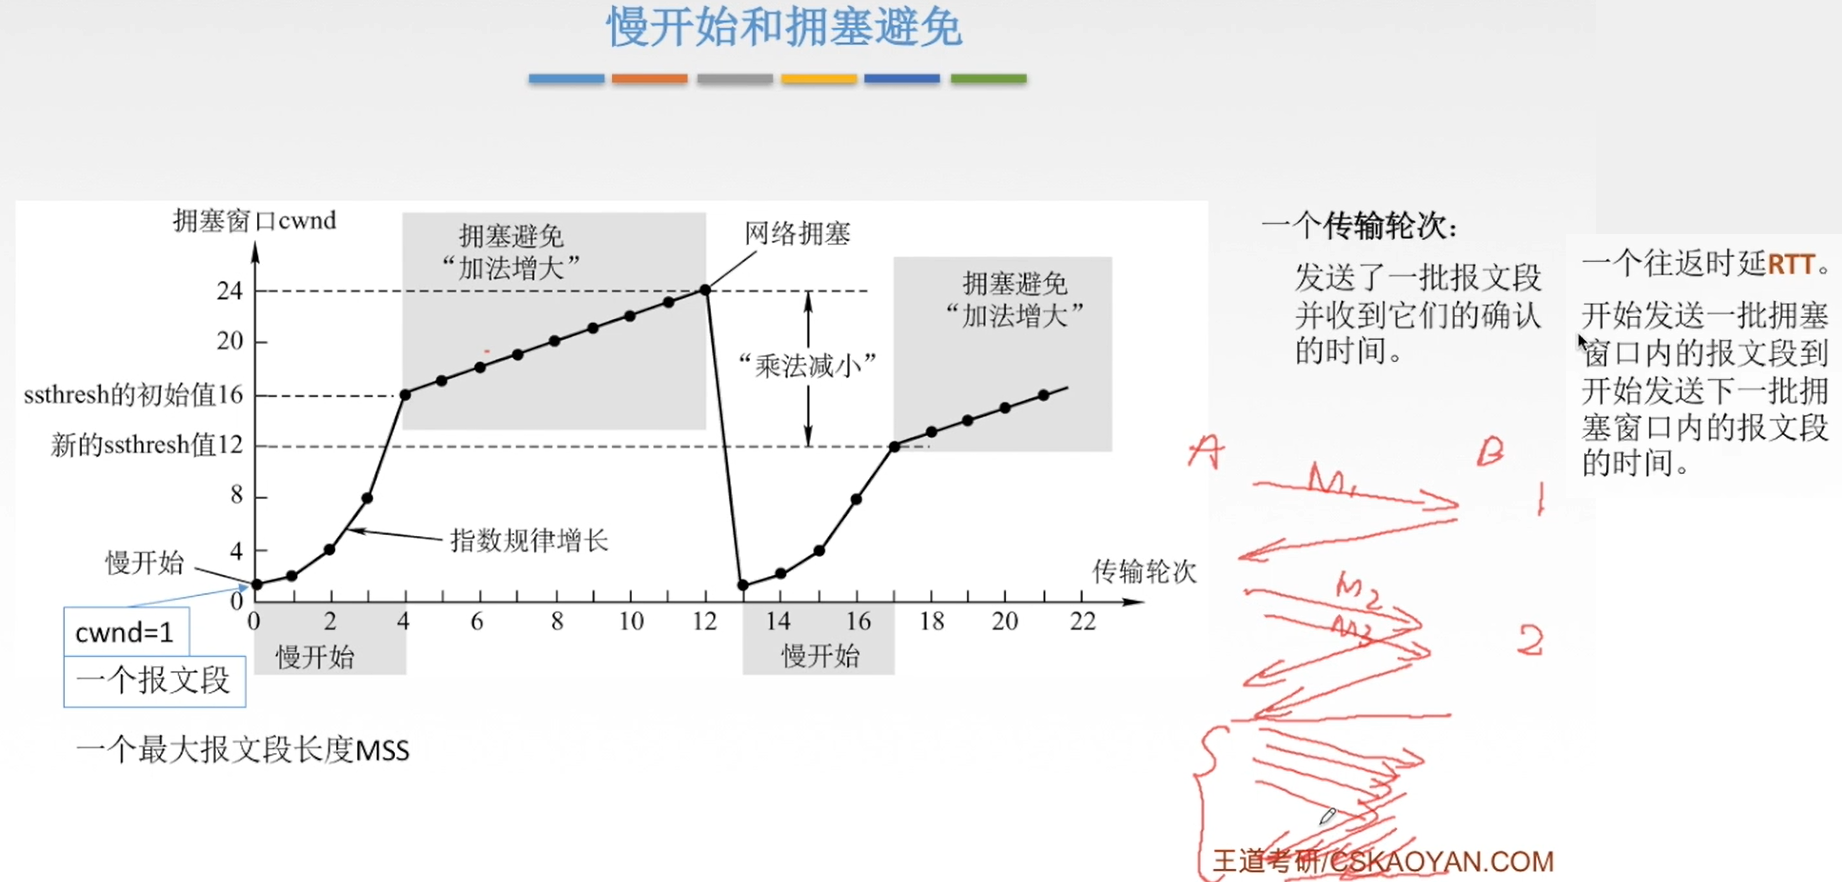 慢开始和拥塞避免
拥塞窗口cwnd
拥塞避免
“加法增大”
网络拥塞
24
20
ssthresh的初始值16
新的ssthresh值12
8
4
0
“乘法减小”
拥塞避免
“加法增大”
指数规律增长
慢开始
传输轮次
0 2 4 6 8 10 12 14 16 18 20 22
慢开始
慢开始
cwnd=1
一个报文段
一个最大报文段长度MSS
一个传输轮次：
发送了一批报文段
并收到它们的确认
的时间。
一个往返时延RTT。
开始发送一批拥塞
窗口内的报文段到
开始发送下一批拥
塞窗口内的报文段
的时间。
A B
M1
1
M2
M3
2
王道考研/CSKAOYAN.COM